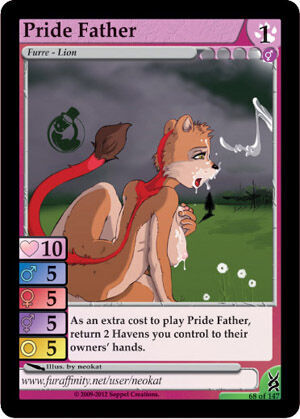 Pride Father
1
Furre - Lion
10
5
5
5
5
As an extra cost to play Pride Father,
return 2 Havens you control to their
owners' hands.
Illus. by neokat
www.furaffinity.net/user/neokat
© 2009-2012 Soppel Creations.
68 of 147